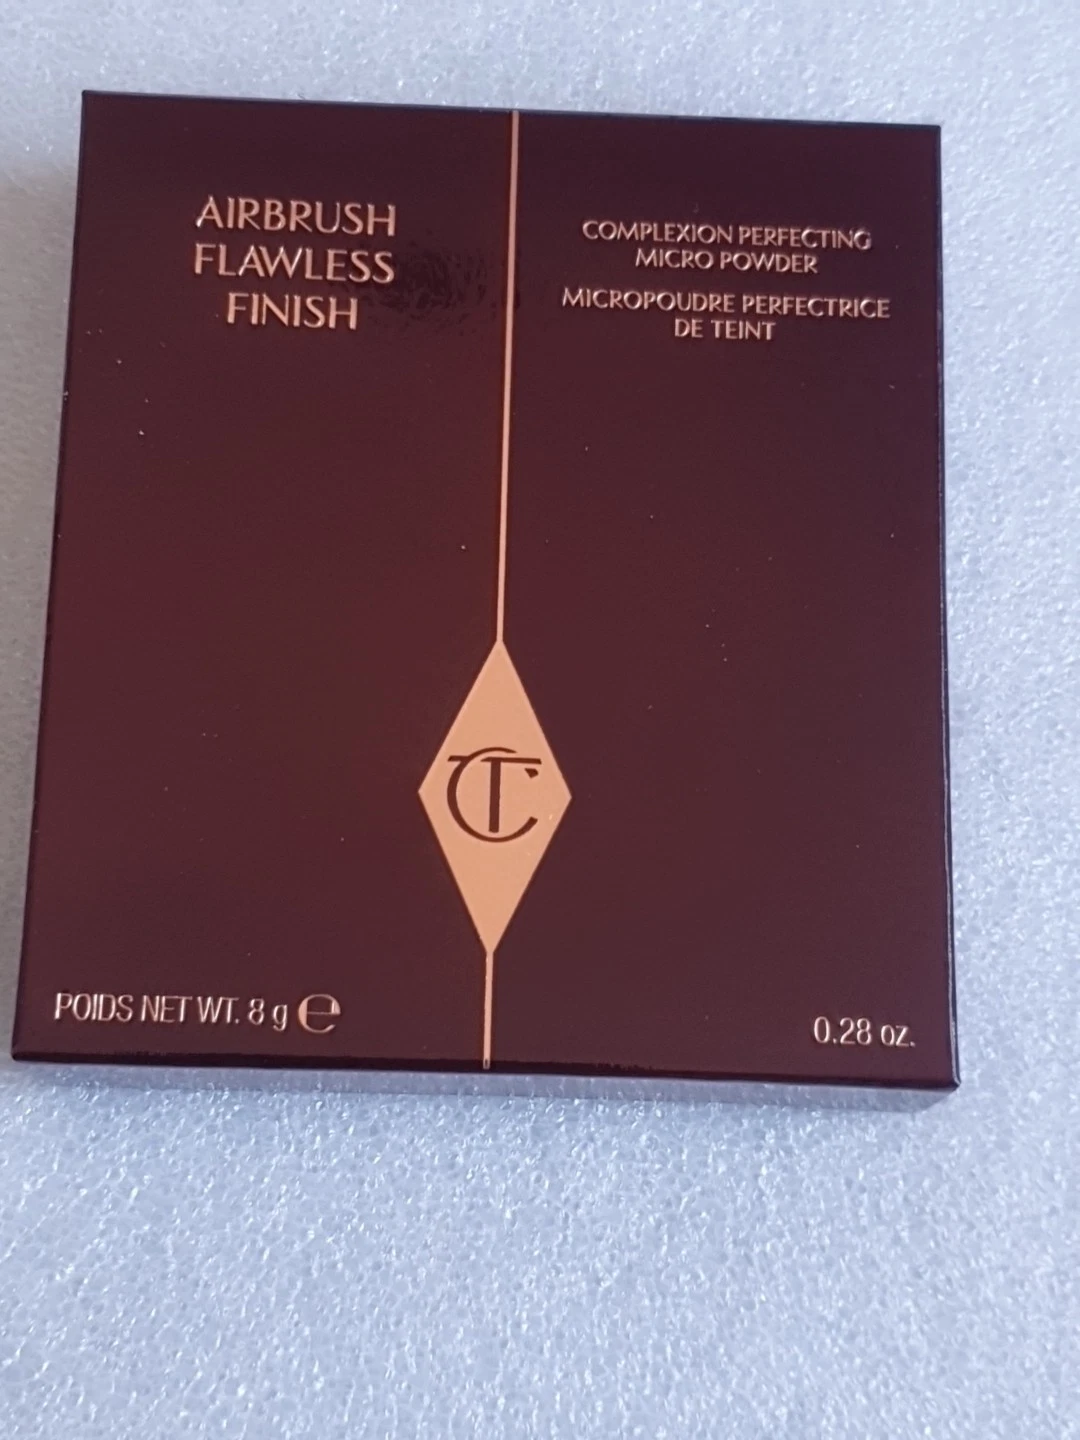 AIRBRUSH
FLAWLESS
FINISH
COMPLEXION PERFECTING
MICRO POWDER
MICROPOUDRE PERFECTRICE
DE TEINT
CT
POIDS NET WT. 8 g ℮
0.28 oz.